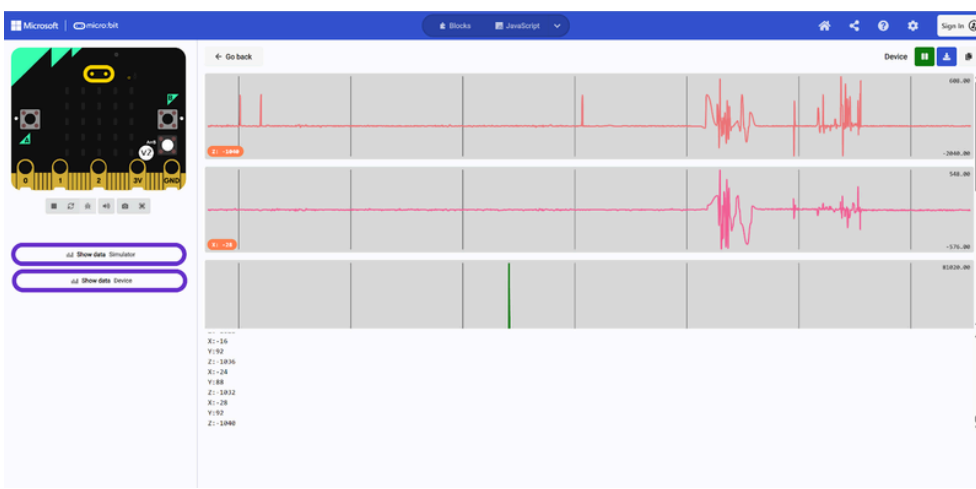 Microsoft micro:bit
Blocks JavaScript
Sign In
Go back
Device
A
B
A+B
V2
0 1 2 3V GND
600.00
Z: -1040
-2040.00
548.00
X: -28
-576.00
81020.00
Show data Simulator
Show data Device
X:-16
Y:92
Z:-1036
X:-24
Y:88
Z:-1032
X:-28
Y:92
Z:-1040